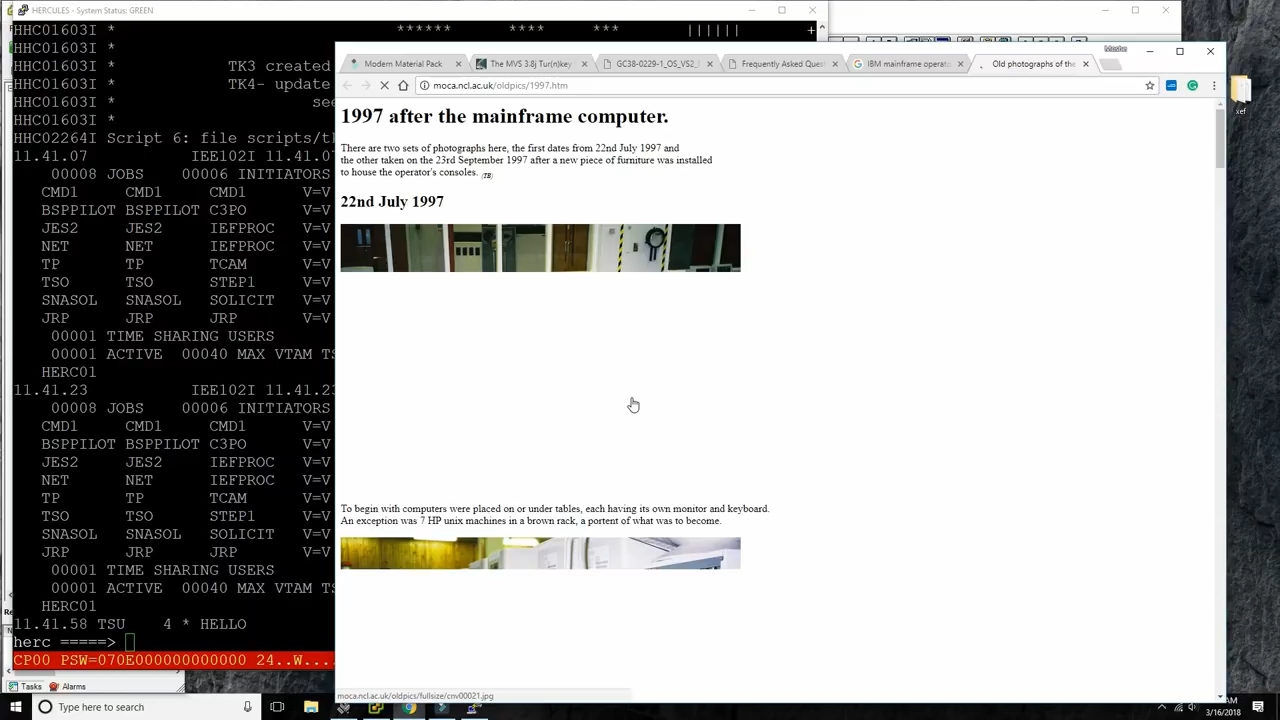 HERCULES - System Status: GREEN
HHC01603I * ****** **** *** |||||| +
HHC01603I *
HHC01603I * TK3 created
HHC01603I * TK4- update
HHC01603I * see
HHC01603I *
HHC02264I Script 6: file scripts/t
11.41.07 IEE102I 11.41.07
00008 JOBS 00006 INITIATORS
CMD1 CMD1 CMD1 V=V
BSPPILOT BSPPILOT C3PO V=V
JES2 JES2 IEFPROC V=V
NET NET IEFPROC V=V
TP TP TCAM V=V
TSO TSO STEP1 V=V
SNASOL SNASOL SOLICIT V=V
JRP JRP JRP V=V
00001 TIME SHARING USERS
00001 ACTIVE 00040 MAX VTAM TS
HERC01
11.41.23 IEE102I 11.41.23
00008 JOBS 00006 INITIATORS
CMD1 CMD1 CMD1 V=V
BSPPILOT BSPPILOT C3PO V=V
JES2 JES2 IEFPROC V=V
NET NET IEFPROC V=V
TP TP TCAM V=V
TSO TSO STEP1 V=V
SNASOL SNASOL SOLICIT V=V
JRP JRP JRP V=V
00001 TIME SHARING USERS
00001 ACTIVE 00040 MAX VTAM TS
HERC01
11.41.58 TSU 4 * HELLO
herc =====>
CP00 PSW=070E000000000000 24..W....
Tasks Alarms
Moshe
Modern Material Pack
The MVS 3.8j Tur(n)key
GC38-0229-1_OS_VS2_
Frequently Asked Quest
IBM mainframe operat
Old photographs of the
moca.ncl.ac.uk/oldpics/1997.htm
1997 after the mainframe computer.
There are two sets of photographs here, the first dates from 22nd July 1997 and
the other taken on the 23rd September 1997 after a new piece of furniture was installed
to house the operator's consoles. (TB)
22nd July 1997
To begin with computers were placed on or under tables, each having its own monitor and keyboard.
An exception was 7 HP unix machines in a brown rack, a portent of what was to become.
moca.ncl.ac.uk/oldpics/fullsize/cnv00021.jpg
xef
Type here to search
AM
3/16/2018